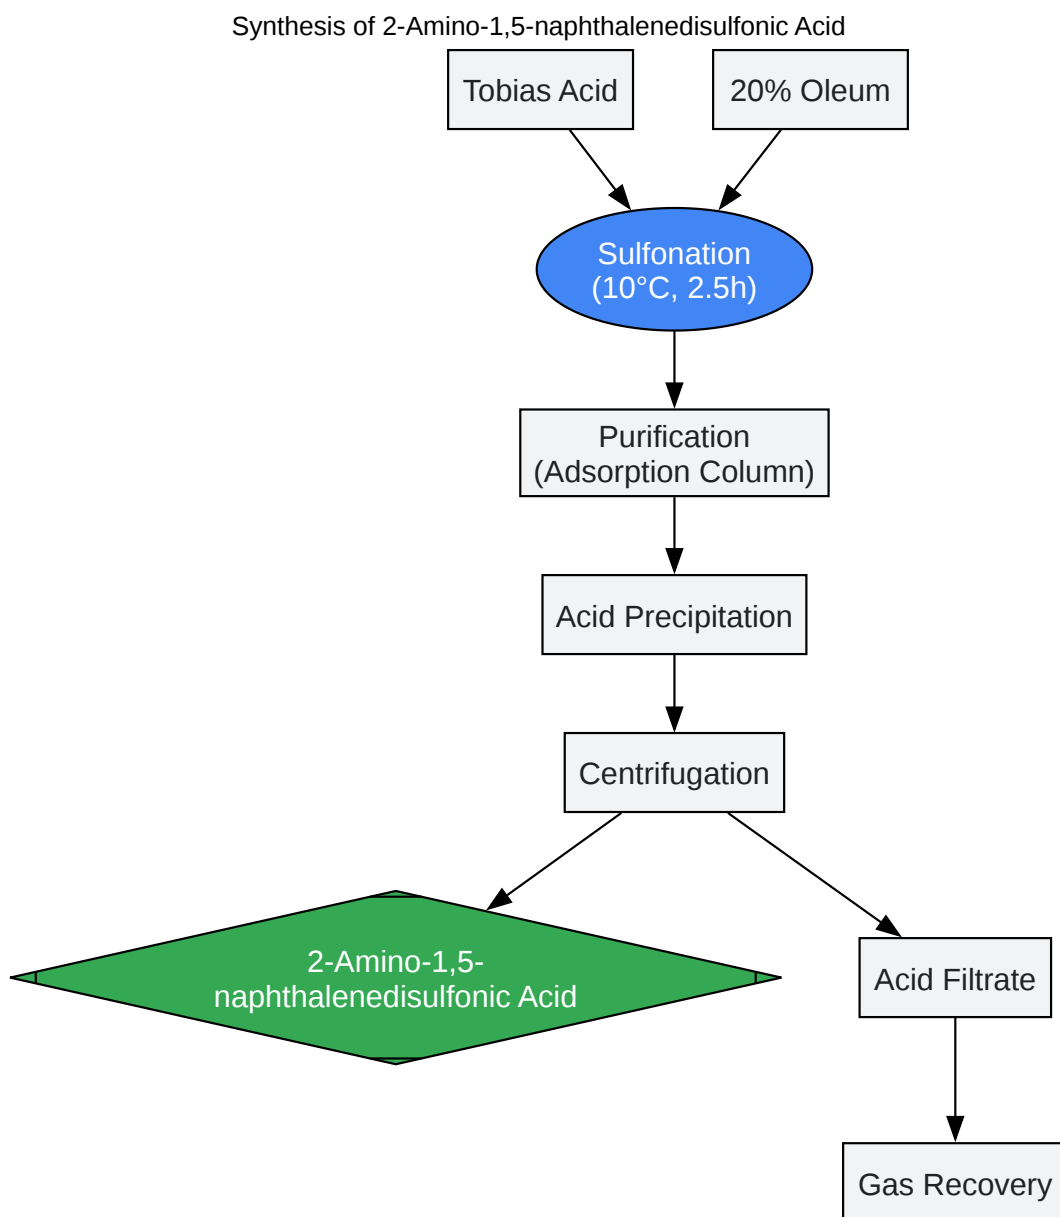 Synthesis of 2-Amino-1,5-naphthalenedisulfonic Acid
Tobias Acid
20% Oleum
Sulfonation
(10°C, 2.5h)
Purification
(Adsorption Column)
Acid Precipitation
Centrifugation
2-Amino-1,5-
naphthalenedisulfonic Acid
Acid Filtrate
Gas Recovery